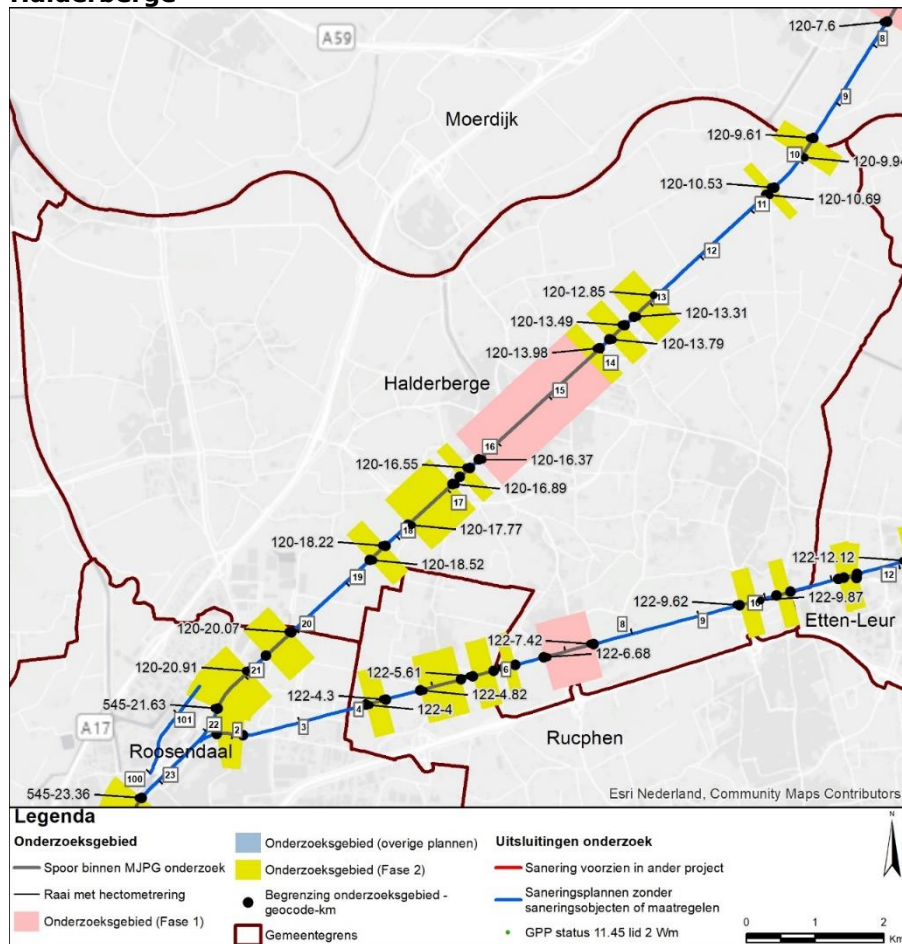 Halderberge
120-7.6
8
A59
9
Moerdijk
120-9.61
10
120-9.94
120-10.53
120-10.69
11
12
120-12.85
13
120-13.31
120-13.49
120-13.79
120-13.98
14
Halderberge
15
16
120-16.55
120-16.37
120-16.89
17
120-17.77
18
120-18.22
120-18.52
19
122-12.12
12
20
122-9.62
10
122-9.87
120-20.07
8
9
Etten-Leur
122-7.42
122-6.68
120-20.91
21
122-5.61
6
122-4.82
545-21.63
122-4.3
4
122-4
101
22
2
3
A17
Roosendaal
Rucphen
100
23
545-23.36
Esri Nederland, Community Maps Contributors
Legenda
Onderzoeksgebied
Spoor binnen MJPG onderzoek
Raai met hectometrering
Onderzoeksgebied (Fase 1)
Onderzoeksgebied (overige plannen)
Onderzoeksgebied (Fase 2)
Begrenzing onderzoeksgebied -
geocode-km
Gemeentegrens
Uitsluitingen onderzoek
Sanering voorzien in ander project
Saneringsplannen zonder
saneringsobjecten of maatregelen
GPP status 11.45 lid 2 Wm
N
0 1 2
Km